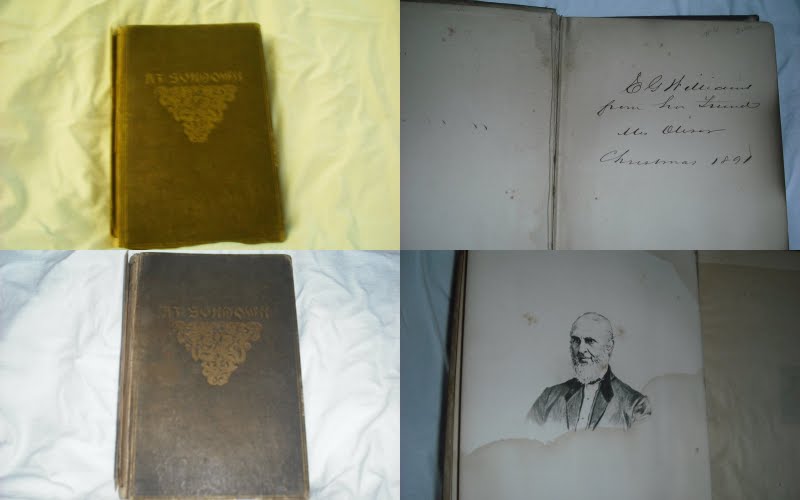 AT SUNDOWN
E G Williams
from her Friend
Mrs Oliver
Christmas 1891
AT SUNDOWN